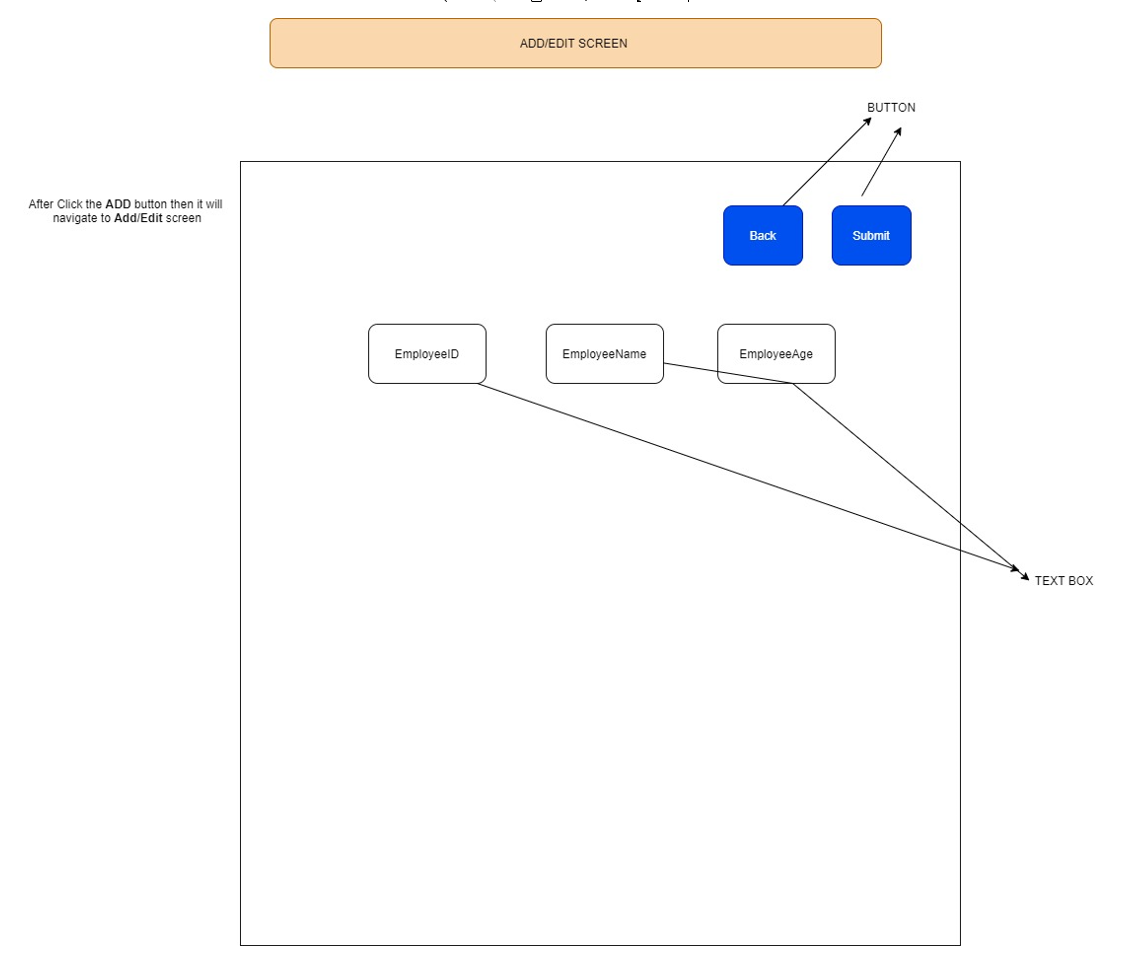 ADD/EDIT SCREEN
BUTTON
After Click the ADD button then it will
navigate to Add/Edit screen
Back
Submit
EmployeeID
EmployeeName
EmployeeAge
TEXT BOX